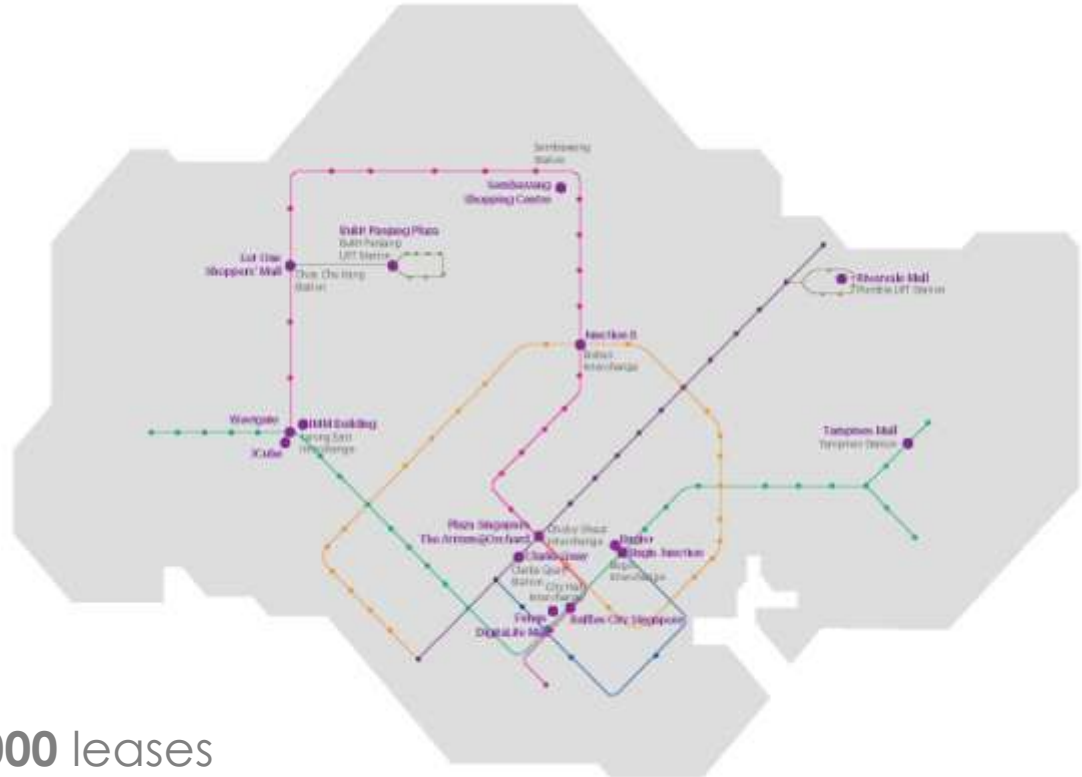 Sembawang
Station
Sembawang
Shopping Centre
Bukit Panjang Plaza
Bukit Panjang
LRT Station
Lot One
Shoppers' Mall
Choa Chu Kang
Station
Rivervale Mall
LRT Station
Junction 8
Bishan
Interchange
Westgate
IMM Building
Jurong East
Interchange
JCube
Tampines Mall
Tampines Station
Plaza Singapura
The Atrium@Orchard
Dhoby Ghaut
Interchange
Bugis+
Bugis Junction
Bugis
Interchange
Clarke Quay
Station
City Hall
Interchange
Funan
DigitaLife Mall
Raffles City Singapore
000 leases